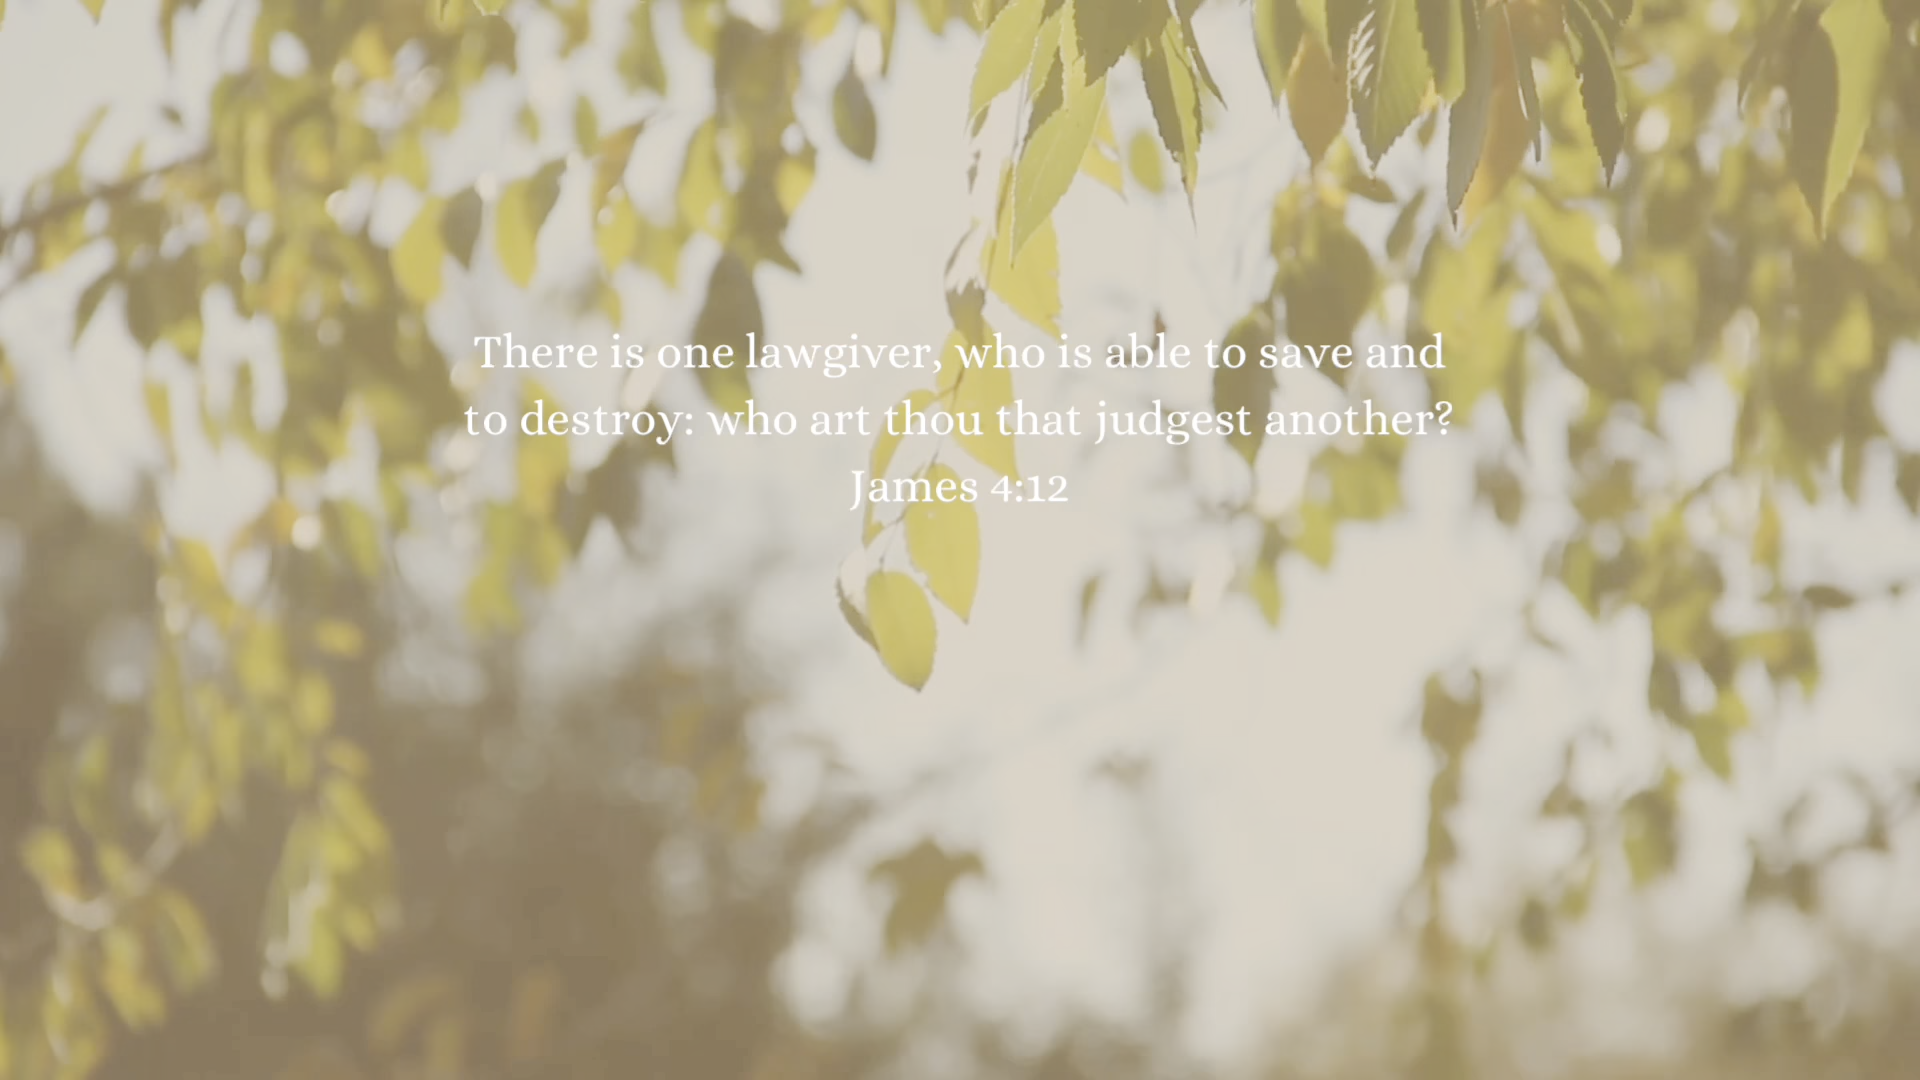 There is one lawgiver, who is able to save and
to destroy: who art thou that judgest another?
James 4:12